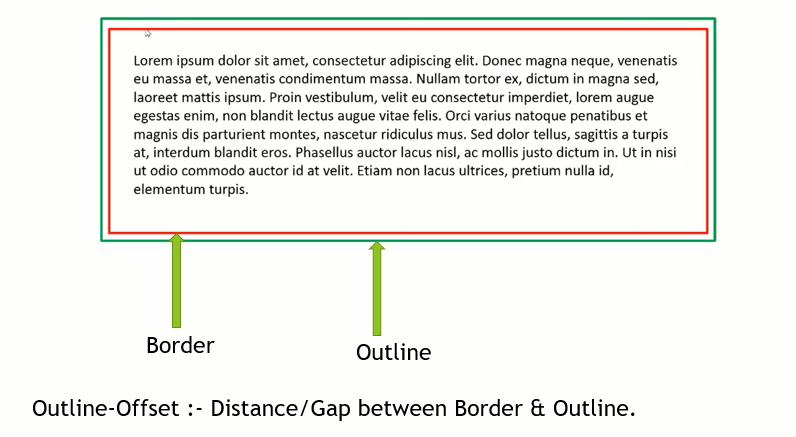 Lorem ipsum dolor sit amet, consectetur adipiscing elit. Donec magna neque, venenatis
eu massa et, venenatis condimentum massa. Nullam tortor ex, dictum in magna sed,
laoreet mattis ipsum. Proin vestibulum, velit eu consectetur imperdiet, lorem augue
egestas enim, non blandit lectus augue vitae felis. Orci varius natoque penatibus et
magnis dis parturient montes, nascetur ridiculus mus. Sed dolor tellus, sagittis a turpis
at, interdum blandit eros. Phasellus auctor lacus nisl, ac mollis justo dictum in. Ut in nisi
ut odio commodo auctor id at velit. Etiam non lacus ultrices, pretium nulla id,
elementum turpis.
Border
Outline
Outline-Offset :- Distance/Gap between Border & Outline.